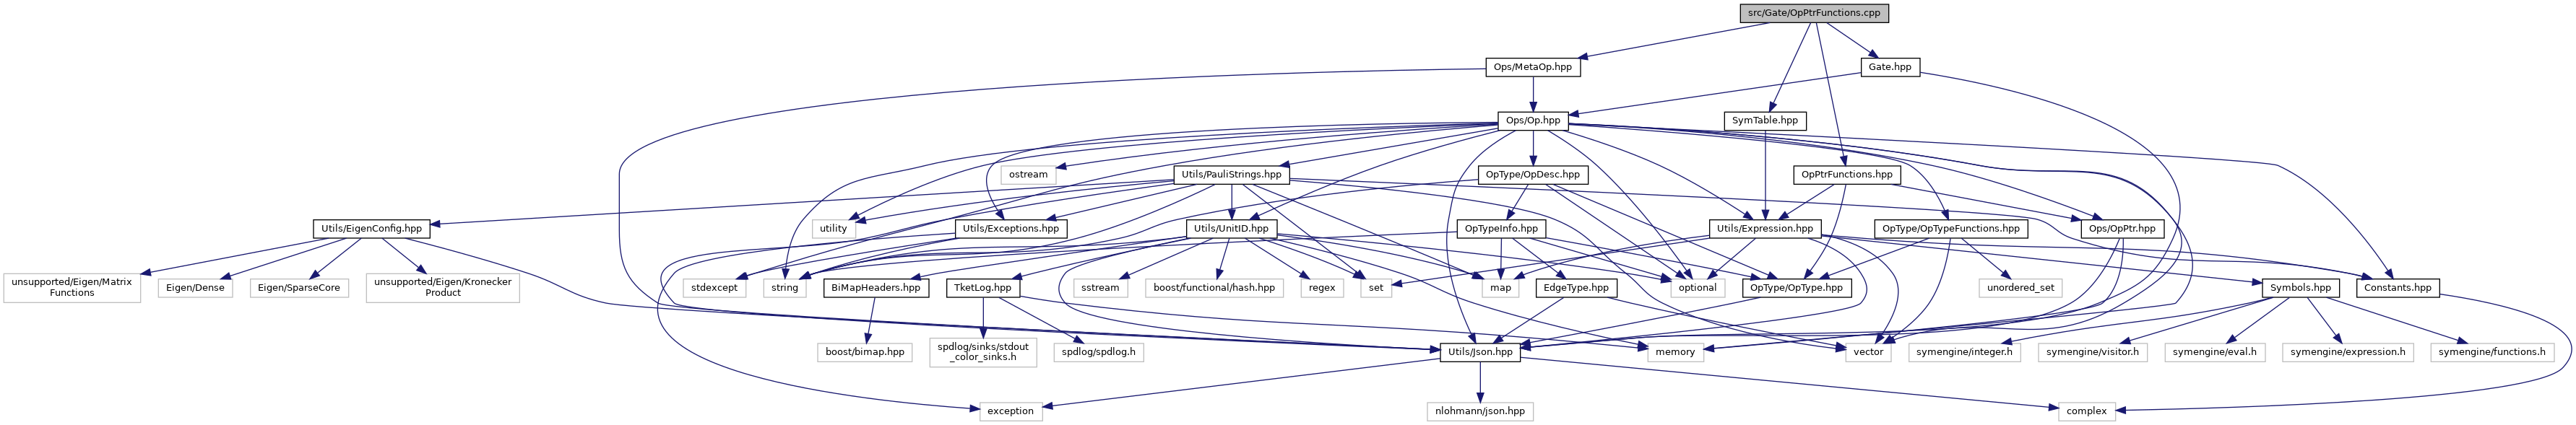 src/Gate/OpPtrFunctions.cpp
Ops/MetaOp.hpp
Gate.hpp
Ops/Op.hpp
SymTable.hpp
ostream
Utils/PauliStrings.hpp
OpType/OpDesc.hpp
OpPtrFunctions.hpp
Utils/EigenConfig.hpp
utility
Utils/Exceptions.hpp
Utils/UnitID.hpp
OpTypeInfo.hpp
Utils/Expression.hpp
OpType/OpTypeFunctions.hpp
Ops/OpPtr.hpp
unsupported/Eigen/Matrix
Functions
Eigen/Dense
Eigen/SparseCore
unsupported/Eigen/Kronecker
Product
stdexcept
string
BiMapHeaders.hpp
TketLog.hpp
sstream
boost/functional/hash.hpp
regex
set
map
EdgeType.hpp
optional
OpType/OpType.hpp
unordered_set
Symbols.hpp
Constants.hpp
boost/bimap.hpp
spdlog/sinks/stdout
_color_sinks.h
spdlog/spdlog.h
Utils/Json.hpp
memory
vector
symengine/integer.h
symengine/visitor.h
symengine/eval.h
symengine/expression.h
symengine/functions.h
exception
nlohmann/json.hpp
complex